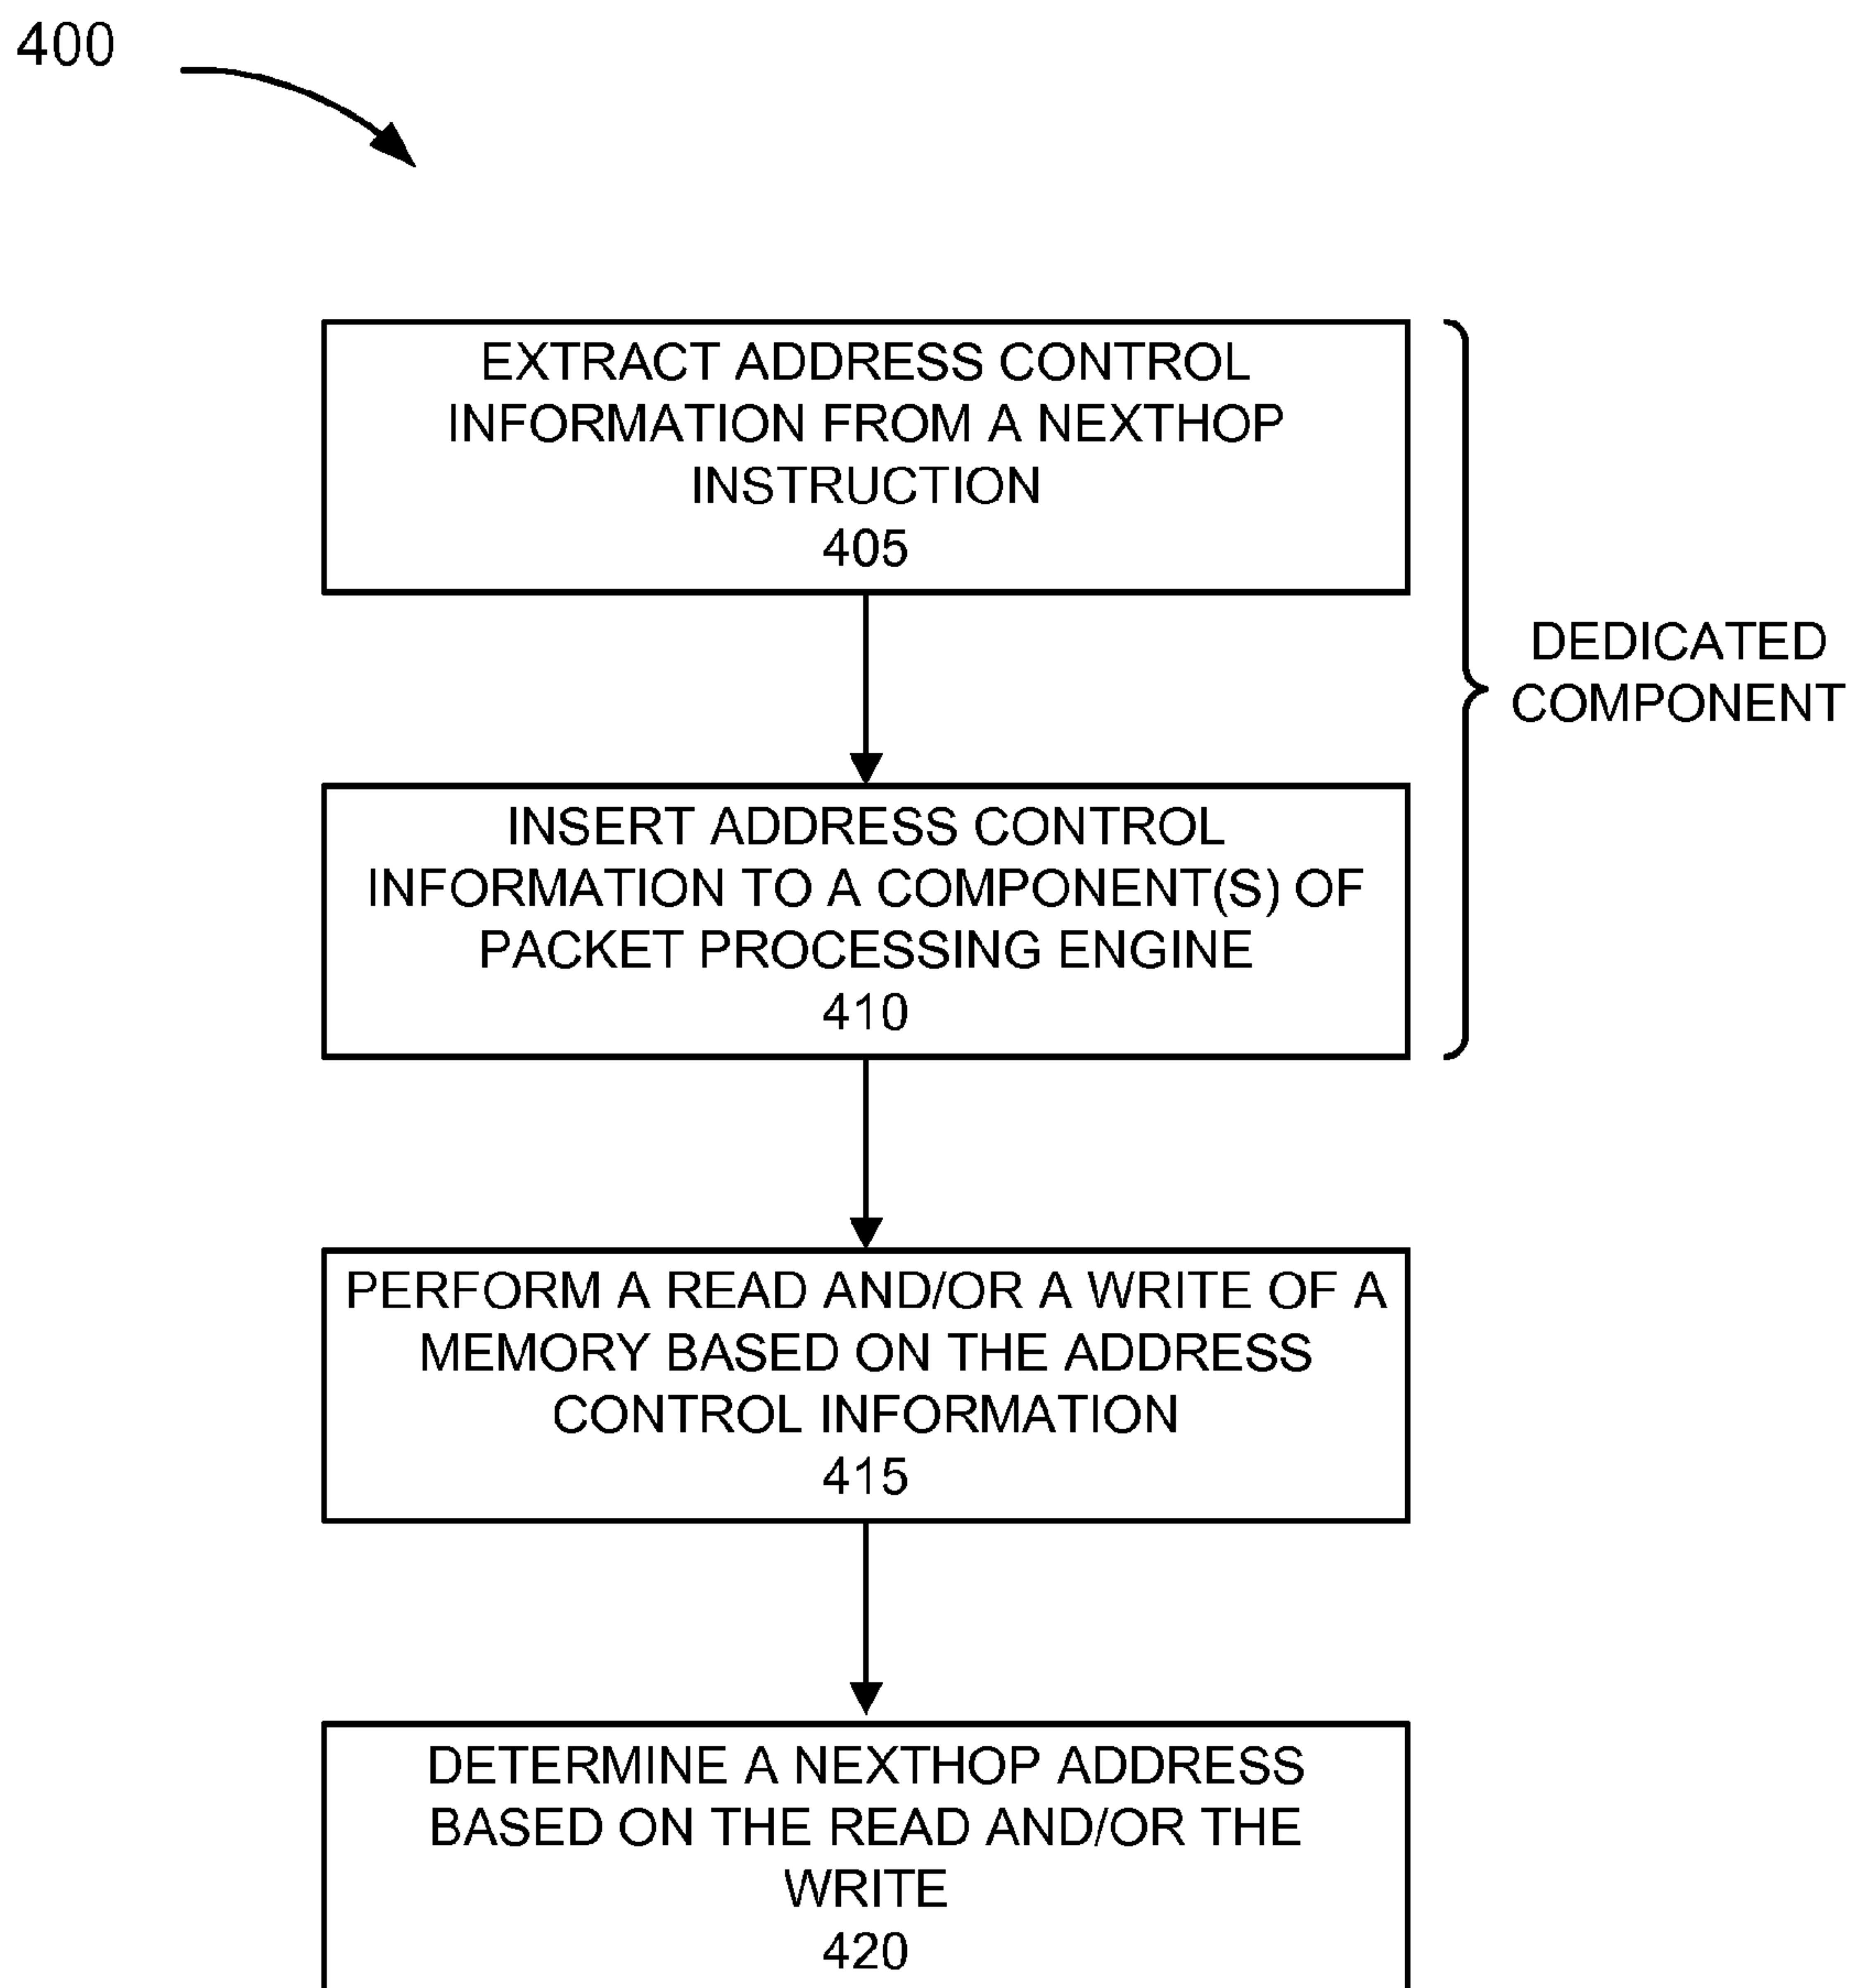 400
EXTRACT ADDRESS CONTROL
INFORMATION FROM A NEXTHOP
INSTRUCTION
405
DEDICATED
COMPONENT
INSERT ADDRESS CONTROL
INFORMATION TO A COMPONENT(S) OF
PACKET PROCESSING ENGINE
410
PERFORM A READ AND/OR A WRITE OF A
MEMORY BASED ON THE ADDRESS
CONTROL INFORMATION
415
DETERMINE A NEXTHOP ADDRESS
BASED ON THE READ AND/OR THE
WRITE
420